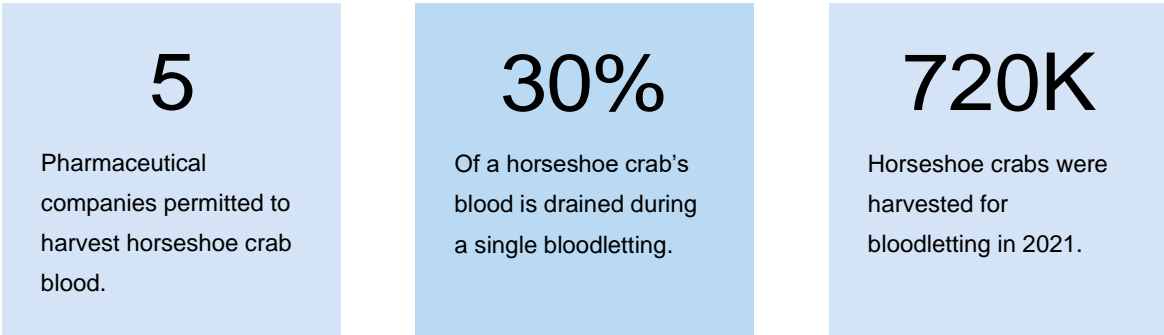 5
Pharmaceutical
companies permitted to
harvest horseshoe crab
blood.
30%
Of a horseshoe crab’s
blood is drained during
a single bloodletting.
720K
Horseshoe crabs were
harvested for
bloodletting in 2021.